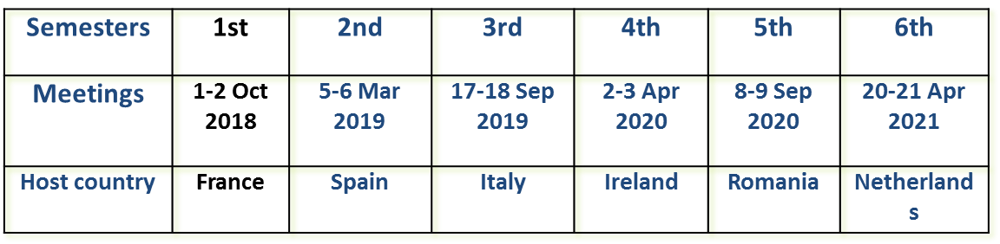 Semesters 1st 2nd 3rd 4th 5th 6th
Meetings 1-2 Oct 5-6 Mar 17-18 Sep 2-3 Apr 8-9 Sep 20-21 Apr
2018 2019 2019 2020 2020 2021
Host country France Spain Italy Ireland Romania Netherland
s